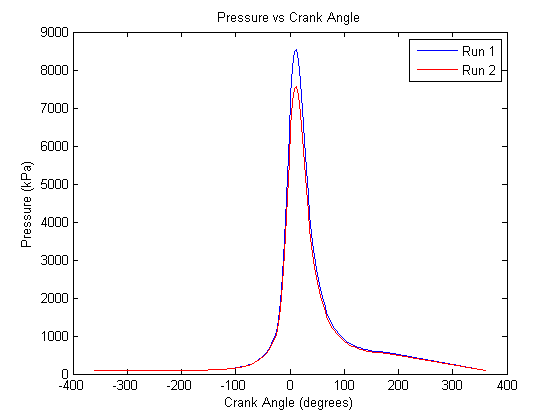 Pressure vs Crank Angle
9000
8000
7000
6000
5000
4000
3000
2000
1000
0
Pressure (kPa)
Run 1
Run 2
-400 -300 -200 -100 0 100 200 300 400
Crank Angle (degrees)